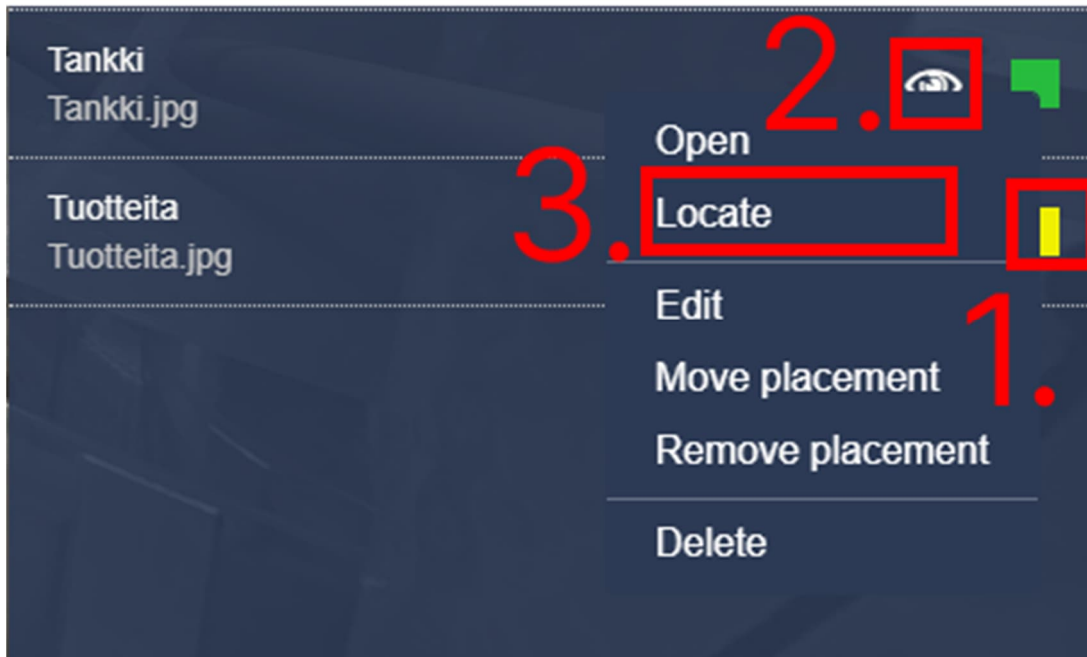 Tankki
Tankki.jpg
2.
Open
Tuotteita
Tuotteita.jpg
3.
Locate
Edit
1.
Move placement
Remove placement
Delete